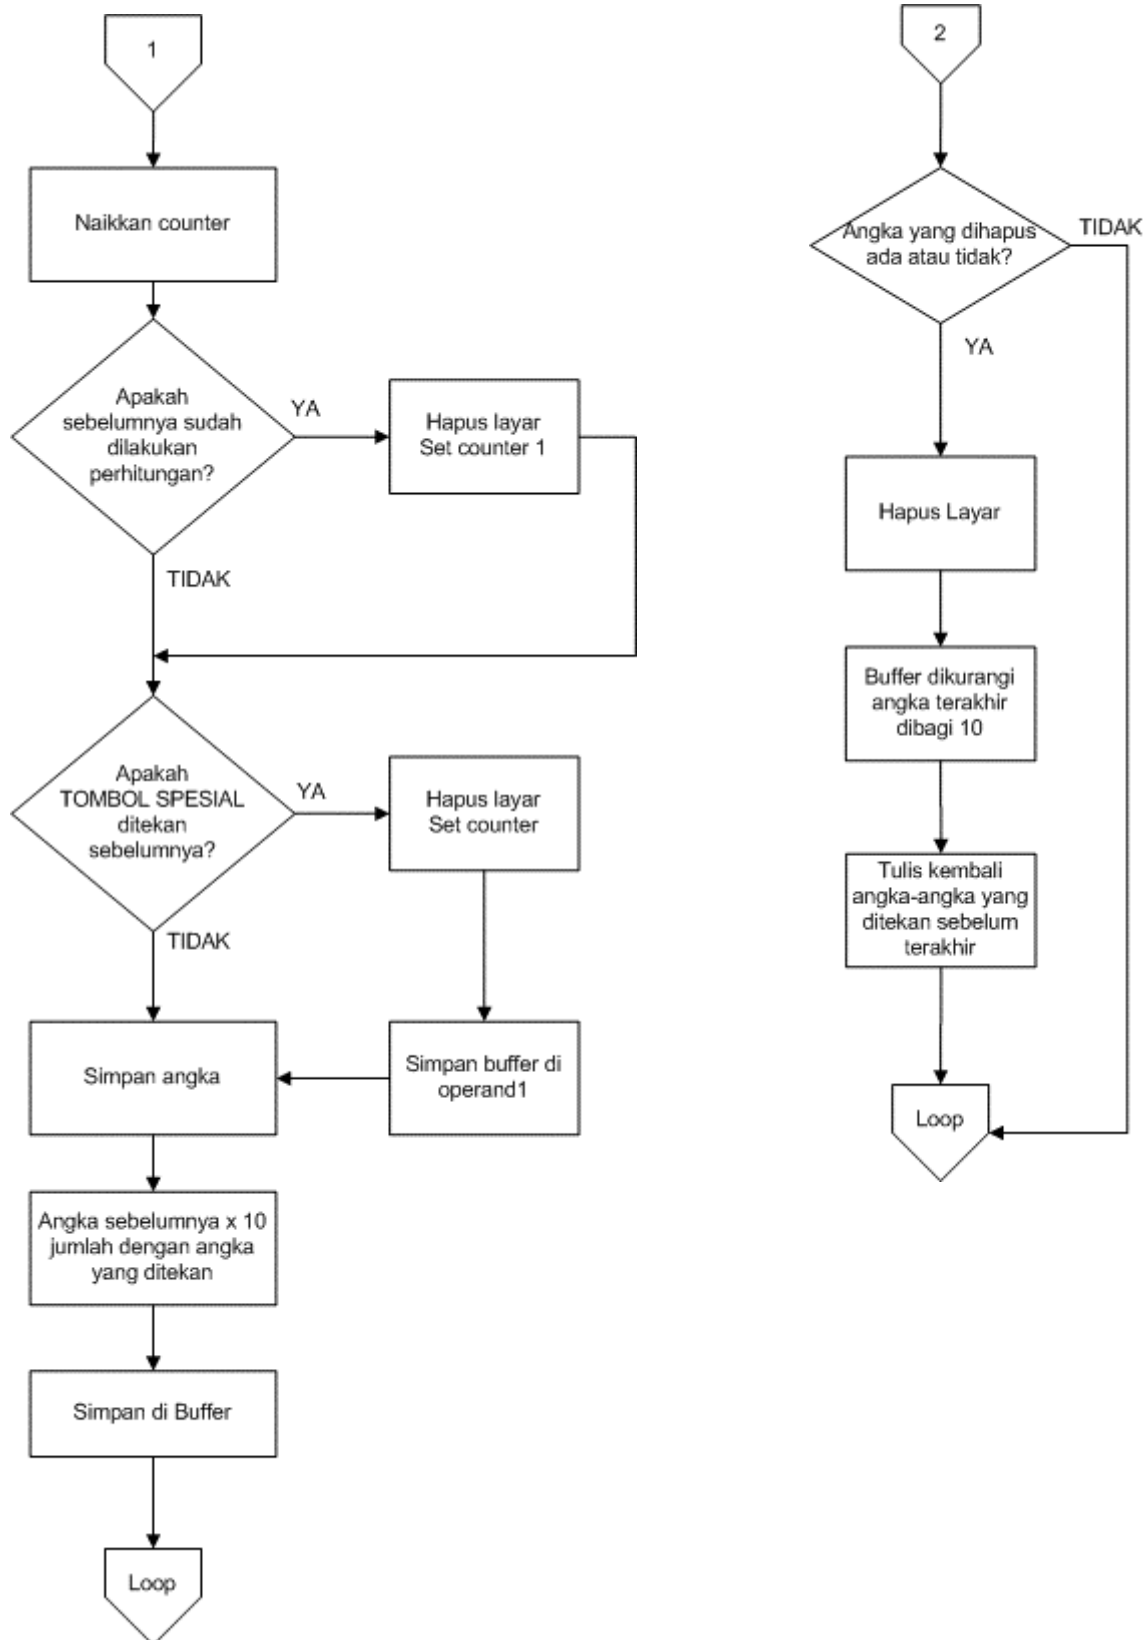 1
Naikkan counter
Apakah
sebelumnya sudah
dilakukan
perhitungan?
YA
Hapus layar
Set counter 1
TIDAK
Apakah
TOMBOL SPESIAL
ditekan
sebelumnya?
YA
Hapus layar
Set counter
TIDAK
Simpan angka
Simpan buffer di
operand1
Angka sebelumnya x 10
jumlah dengan angka
yang ditekan
Simpan di Buffer
Loop
2
Angka yang dihapus
ada atau tidak?
TIDAK
YA
Hapus Layar
Buffer dikurangi
angka terakhir
dibagi 10
Tulis kembali
angka-angka yang
ditekan sebelum
terakhir
Loop